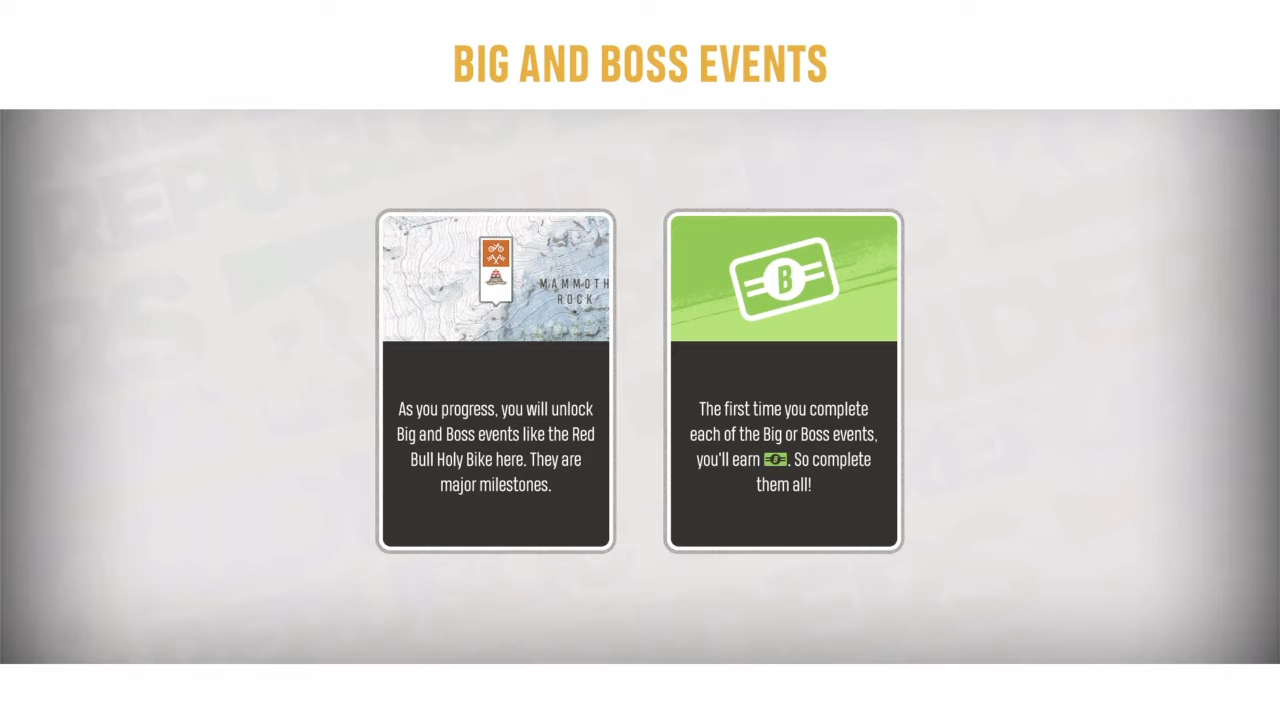 BIG AND BOSS EVENTS
MAMMOTH
ROCK
As you progress, you will unlock
Big and Boss events like the Red
Bull Holy Bike here. They are
major milestones.
B
The first time you complete
each of the Big or Boss events,
you'll earn B. So complete
them all!